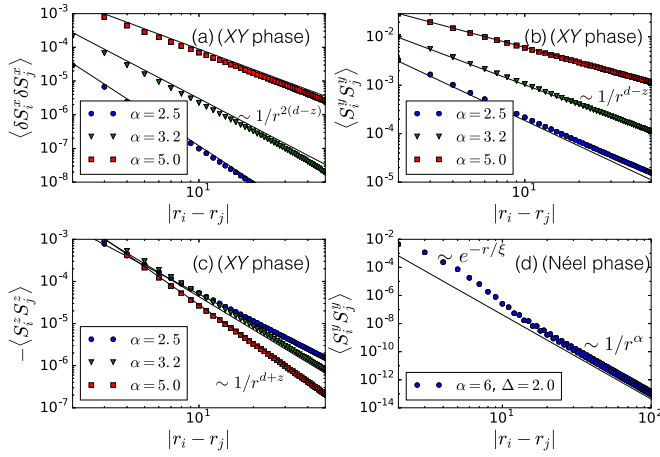 (a) (XY phase)
⟨δS_i^x δS_j^x⟩
10^-3
10^-4
10^-5
10^-6
10^-7
10^-8
~ 1/r^{2(d−z)}
α = 2.5
α = 3.2
α = 5.0
10^1
|r_i − r_j|
(b) (XY phase)
⟨S_i^y S_j^y⟩
10^-2
10^-3
10^-4
10^-5
~ 1/r^{d−z}
α = 2.5
α = 3.2
α = 5.0
10^1
|r_i − r_j|
(c) (XY phase)
−⟨S_i^z S_j^z⟩
10^-3
10^-4
10^-5
10^-6
10^-7
α = 2.5
α = 3.2
α = 5.0
~ 1/r^{d+z}
10^1
|r_i − r_j|
(d) (Néel phase)
⟨S_i^y S_j^y⟩
10^-2
10^-4
10^-6
10^-8
10^-10
10^-12
10^-14
~ e^{−r/ξ}
~ 1/r^α
α = 6, Δ = 2.0
10^1
10^2
|r_i − r_j|